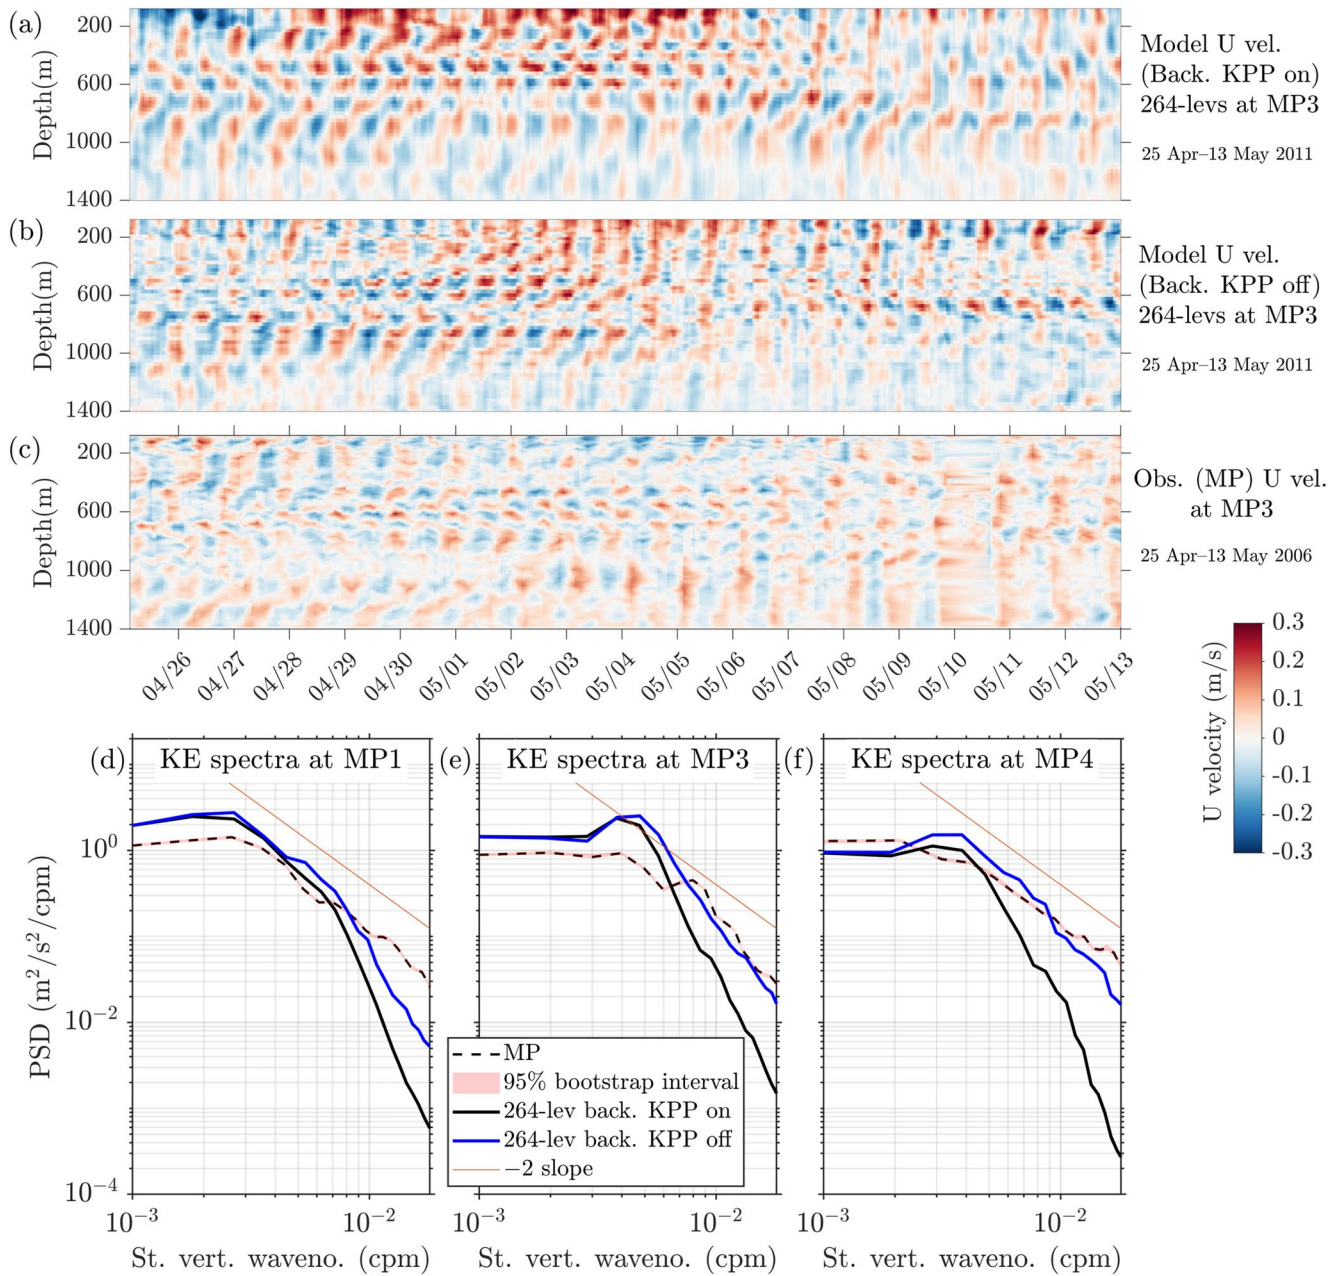 (a)
200
600
1000
1400
Depth(m)
Model U vel.
(Back. KPP on)
264-levs at MP3
25 Apr–13 May 2011
(b)
200
600
1000
1400
Depth(m)
Model U vel.
(Back. KPP off)
264-levs at MP3
25 Apr–13 May 2011
(c)
200
600
1000
1400
Depth(m)
Obs. (MP) U vel.
at MP3
25 Apr–13 May 2006
04/26
04/27
04/28
04/29
04/30
05/01
05/02
05/03
05/04
05/05
05/06
05/07
05/08
05/09
05/10
05/11
05/12
05/13
0.3
0.2
0.1
0
-0.1
-0.2
-0.3
U velocity (m/s)
(d) KE spectra at MP1
(e) KE spectra at MP3
(f) KE spectra at MP4
PSD (m²/s²/cpm)
10⁰
10⁻²
10⁻⁴
MP
95% bootstrap interval
264-lev back. KPP on
264-lev back. KPP off
−2 slope
10⁻³ 10⁻²
10⁻³ 10⁻²
10⁻³ 10⁻²
St. vert. waveno. (cpm)
St. vert. waveno. (cpm)
St. vert. waveno. (cpm)